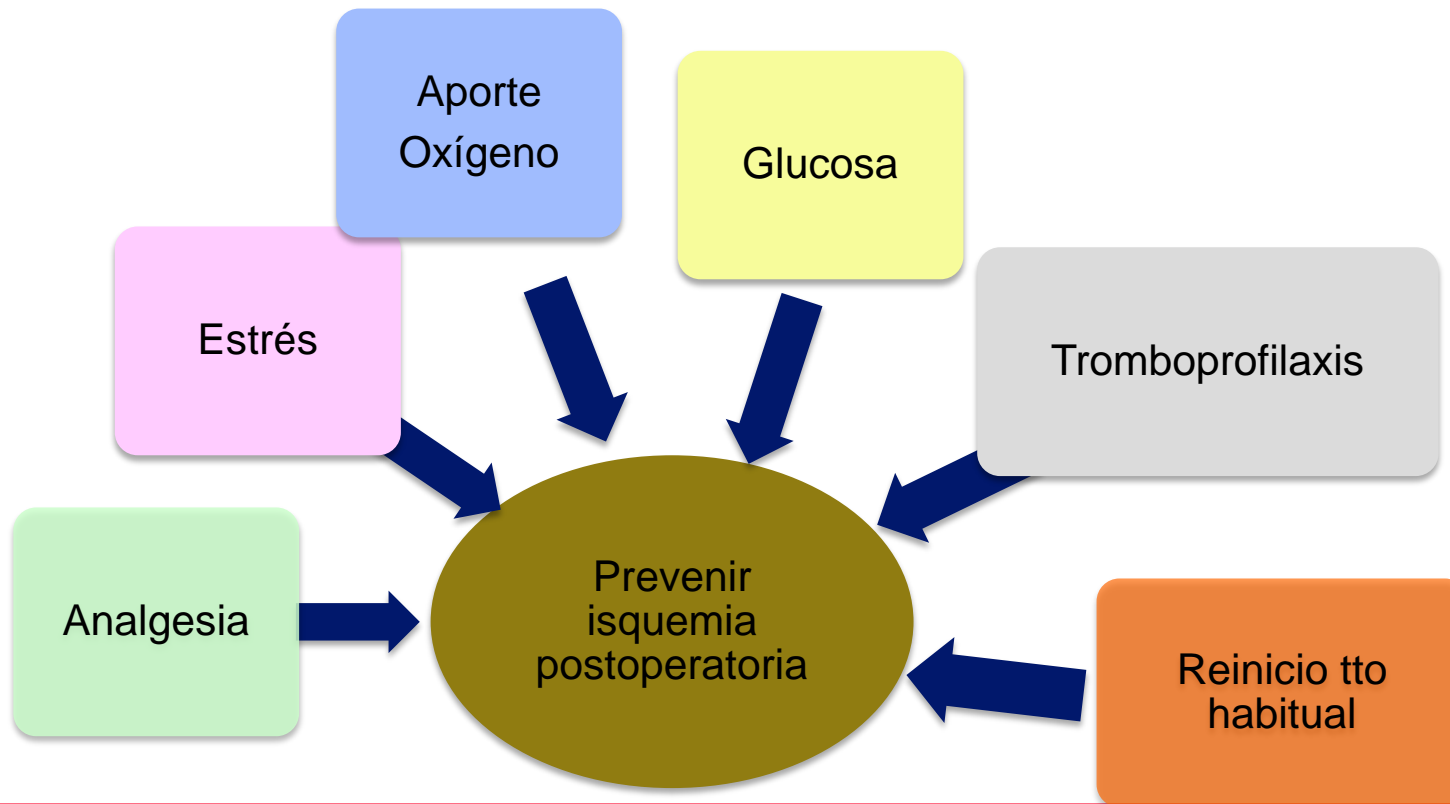 Aporte
Oxígeno
Glucosa
Estrés
Tromboprofilaxis
Analgesia
Prevenir
isquemia
postoperatoria
Reinicio tto
habitual